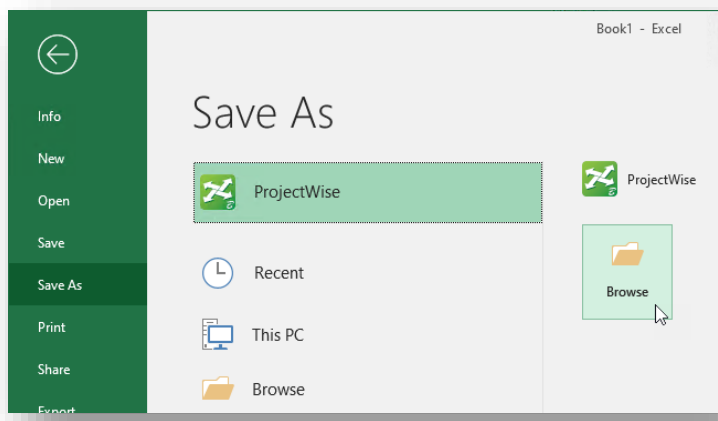 Book1 - Excel
Info
New
Open
Save
Save As
Print
Share
Export
Save As
ProjectWise
Recent
This PC
Browse
ProjectWise
Browse